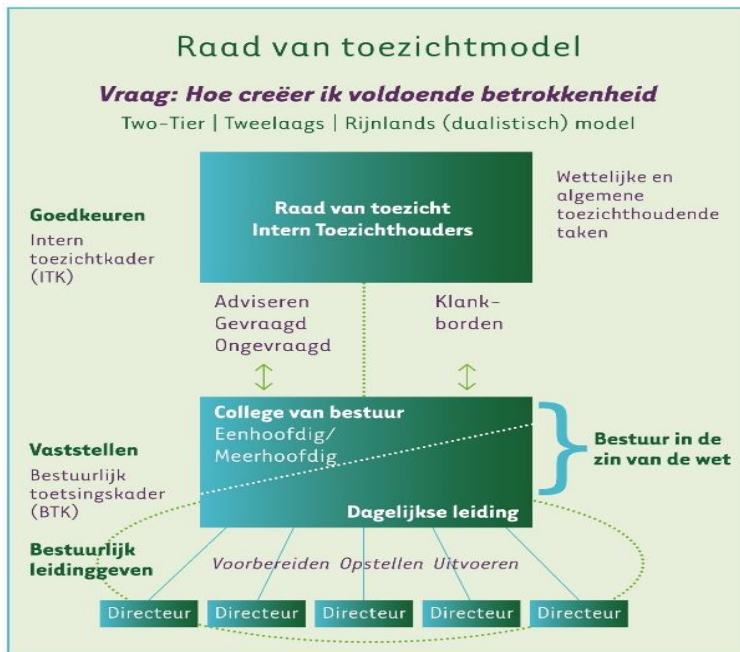 Raad van toezichtmodel
Vraag: Hoe creëer ik voldoende betrokkenheid
Two-Tier | Tweelaags | Rijnlands (dualistisch) model
Goedkeuren
Intern
toezichtkader
(ITK)
Raad van toezicht
Intern Toezichthouders
Wettelijke en
algemene
toezichthoudende
taken
Adviseren
Gevraagd
Ongevraagd
Klank-
borden
Vaststellen
Bestuurlijk
toetsingskader
(BTK)
College van bestuur
Eenhoofdig/
Meerhoofdig
Dagelijkse leiding
Bestuur in de
zin van de wet
Bestuurlijk
leidinggeven
Voorbereiden Opstellen Uitvoeren
Directeur Directeur Directeur Directeur Directeur